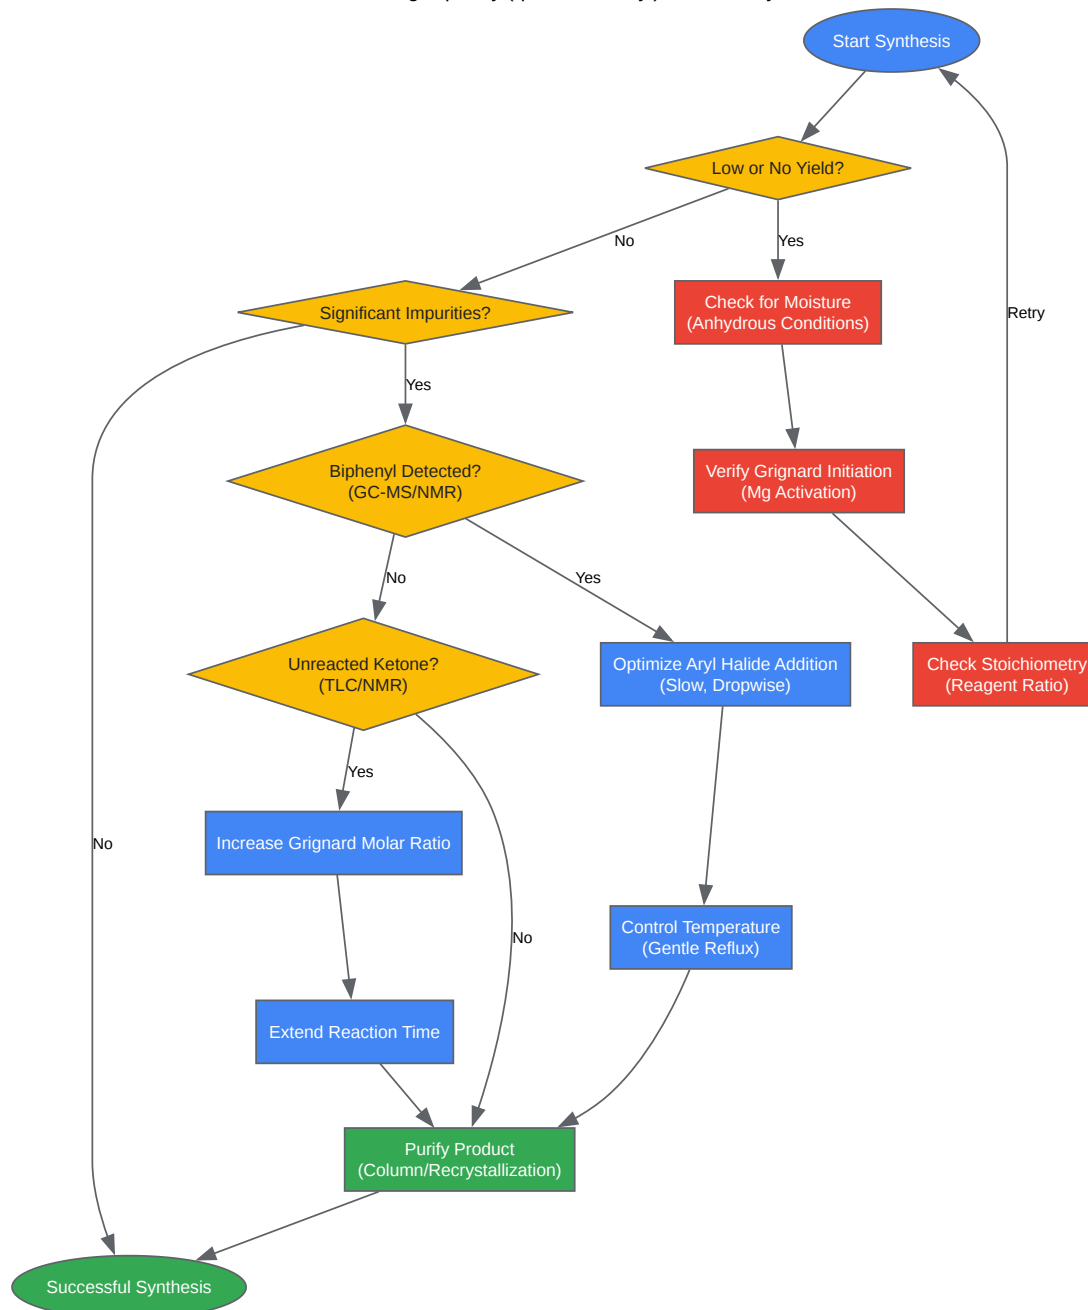 Start Synthesis
Low or No Yield?
No
Yes
Significant Impurities?
Check for Moisture
(Anhydrous Conditions)
Retry
Yes
Biphenyl Detected?
(GC-MS/NMR)
Verify Grignard Initiation
(Mg Activation)
No
Yes
Unreacted Ketone?
(TLC/NMR)
Optimize Aryl Halide Addition
(Slow, Dropwise)
Check Stoichiometry
(Reagent Ratio)
Yes
Increase Grignard Molar Ratio
No
No
Control Temperature
(Gentle Reflux)
Extend Reaction Time
Purify Product
(Column/Recrystallization)
Successful Synthesis